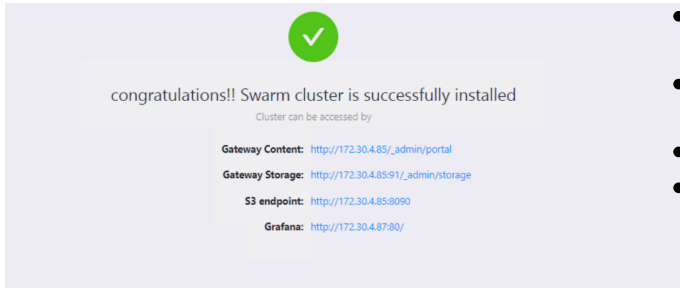 congratulations!! Swarm cluster is successfully installed
Cluster can be accessed by
Gateway Content: http://172.30.4.85/_admin/portal
Gateway Storage: http://172.30.4.85:91/_admin/storage
S3 endpoint: http://172.30.4.85:8090
Grafana: http://172.30.4.87:80/